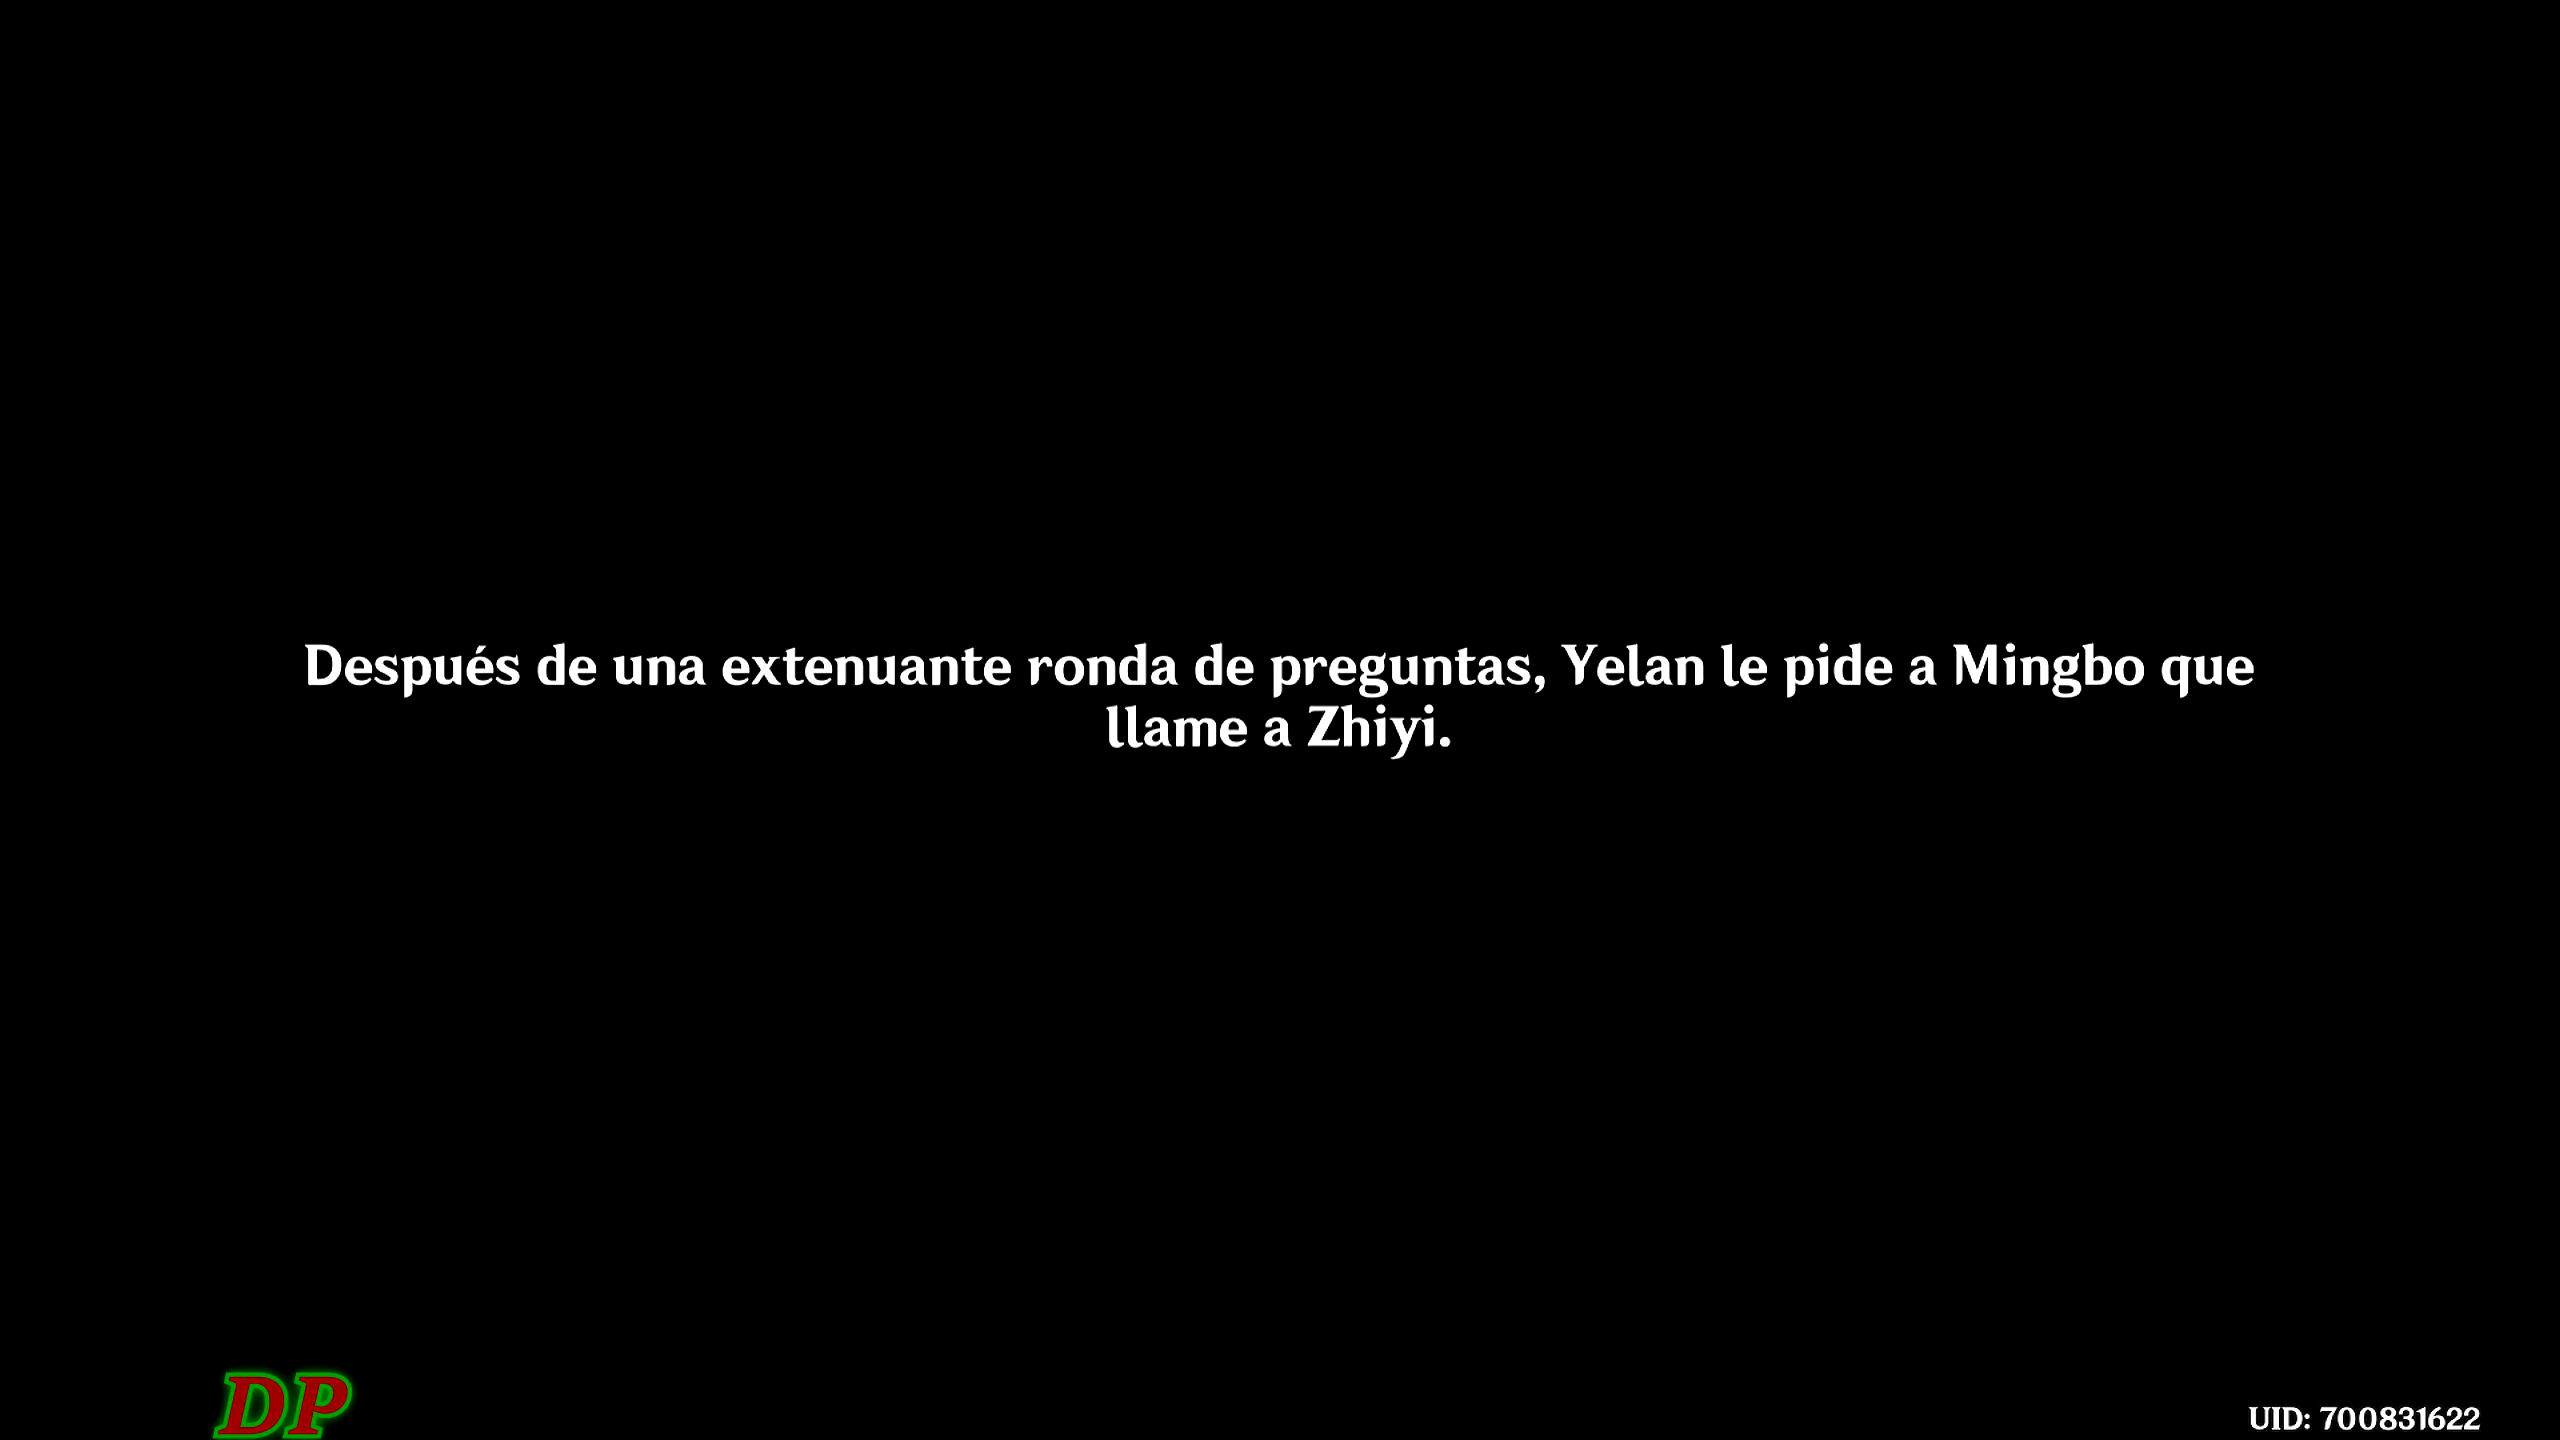 Después de una extenuante ronda de preguntas, Yelan le pide a Mingbo que
llame a Zhiyi.
DP
UID: 700831622